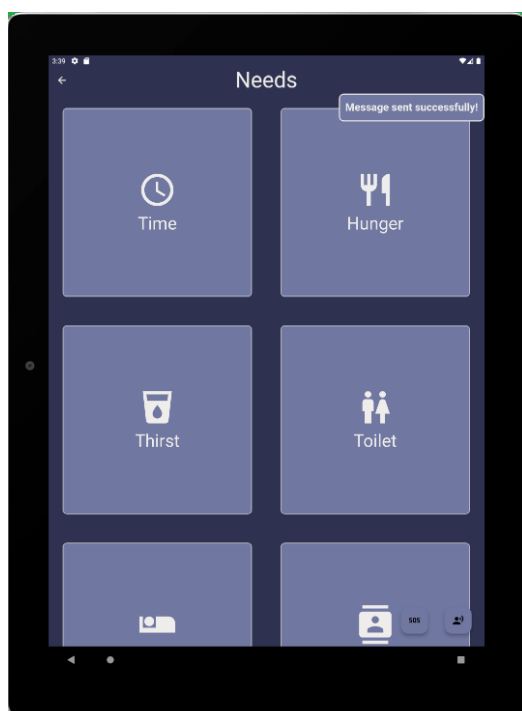 3:39
Needs
Message sent successfully!
Time
Hunger
Thirst
Toilet
SOS